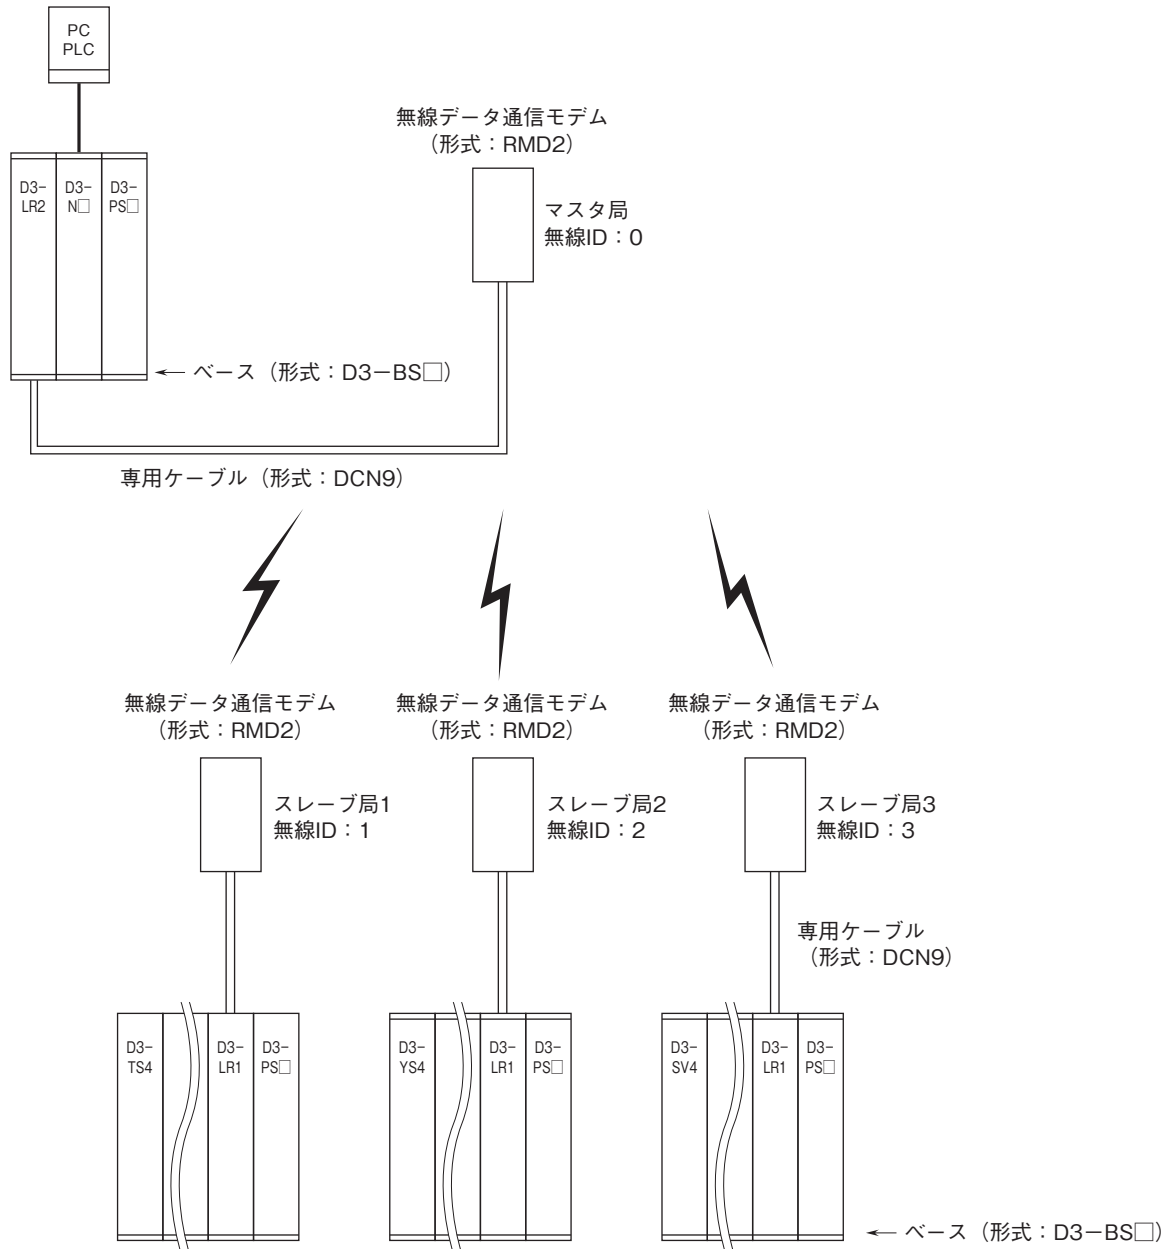 PC
PLC
無線データ通信モデム
(形式：RMD2)
D3-
LR2
D3-
N□
D3-
PS□
マスタ局
無線ID：0
← ベース（形式：D3-BS□）
専用ケーブル（形式：DCN9）
無線データ通信モデム
（形式：RMD2）
無線データ通信モデム
（形式：RMD2）
無線データ通信モデム
（形式：RMD2）
スレーブ局1
無線ID：1
スレーブ局2
無線ID：2
スレーブ局3
無線ID：3
専用ケーブル
（形式：DCN9）
D3-
TS4
D3-
LR1
D3-
PS□
D3-
YS4
D3-
LR1
D3-
PS□
D3-
SV4
D3-
LR1
D3-
PS□
← ベース（形式：D3-BS□）